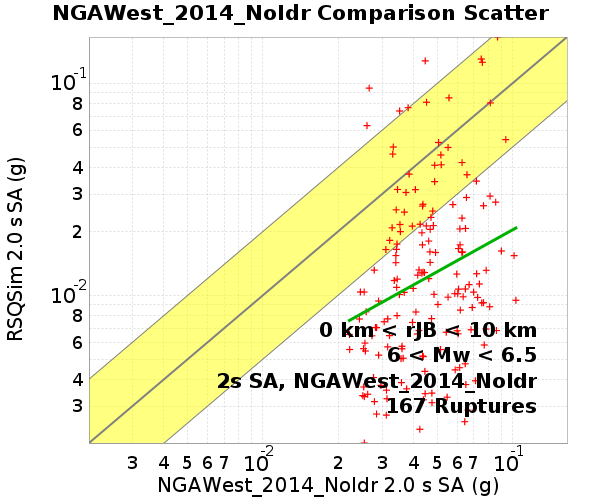 NGAWest_2014_NoIdr Comparison Scatter
RSQSim 2.0 s SA (g)
10-1
8
6
4
3
2
10-2
8
6
4
3
0 km < rJB < 10 km
6 < Mw < 6.5
2s SA, NGAWest_2014_NoIdr
167 Ruptures
3 4 5 6 7 10-2 2 3 4 5 6 7 10-1
NGAWest_2014_NoIdr 2.0 s SA (g)